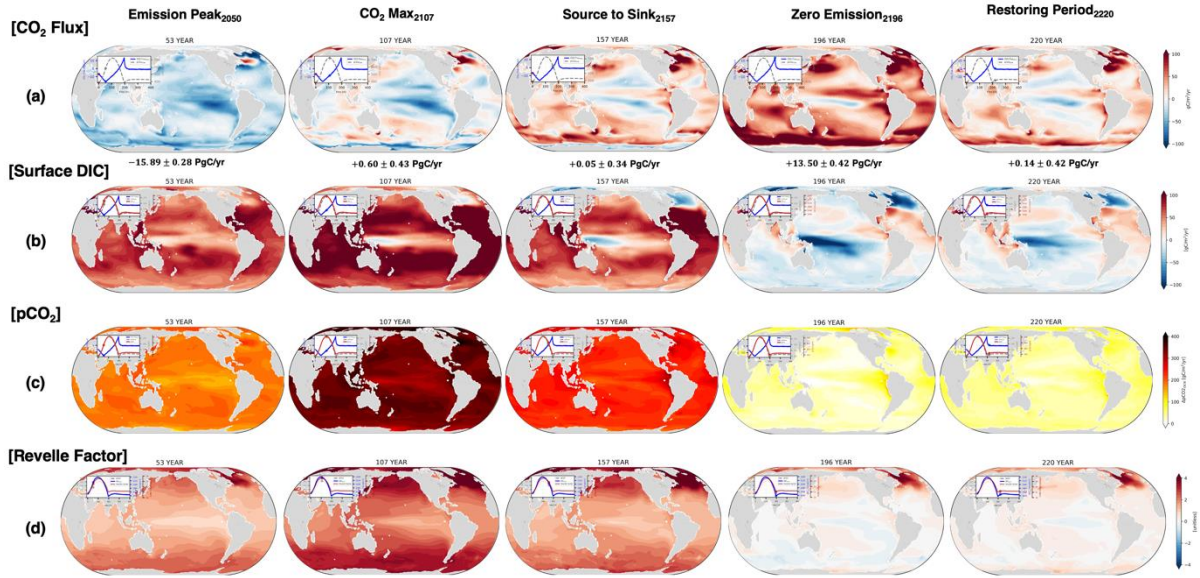 Emission Peak2050 CO2 Max2107 Source to Sink2157 Zero Emission2196 Restoring Period2220
[CO2 Flux]
53 YEAR 107 YEAR 157 YEAR 196 YEAR 220 YEAR
(a)
100
50
0
−50
−100
gC/m²/yr
−15.89 ± 0.28 PgC/yr +0.60 ± 0.43 PgC/yr +0.05 ± 0.34 PgC/yr +13.50 ± 0.42 PgC/yr +0.14 ± 0.42 PgC/yr
[Surface DIC]
53 YEAR 107 YEAR 157 YEAR 196 YEAR 220 YEAR
(b)
100
50
0
−50
−100
[gC/m²/yr]
[pCO2]
53 YEAR 107 YEAR 157 YEAR 196 YEAR 220 YEAR
(c)
400
300
200
100
0
[Revelle Factor]
53 YEAR 107 YEAR 157 YEAR 196 YEAR 220 YEAR
(d)
4
2
0
−2
−4
[unitless]